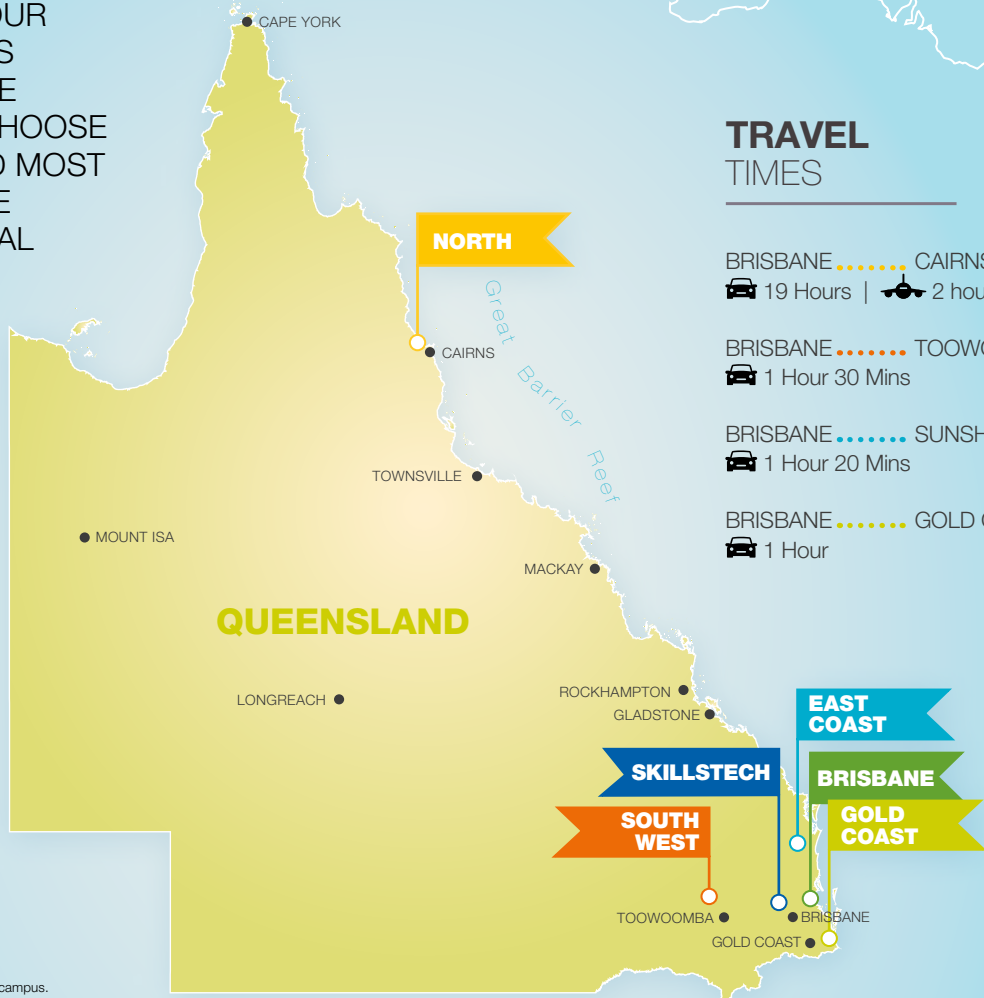 OUR
S
E
HOOSE
D MOST
E
AL
CAPE YORK
TRAVEL
TIMES
NORTH
BRISBANE ....... CAIRNS
19 Hours | 2 hou
Great Barrier Reef
CAIRNS
BRISBANE ....... TOOWO
1 Hour 30 Mins
BRISBANE ....... SUNSH
1 Hour 20 Mins
TOWNSVILLE
BRISBANE ....... GOLD C
1 Hour
MOUNT ISA
MACKAY
QUEENSLAND
LONGREACH
ROCKHAMPTON
GLADSTONE
EAST
COAST
SKILLSTECH
BRISBANE
SOUTH
WEST
GOLD
COAST
TOOWOOMBA
BRISBANE
GOLD COAST
campus.